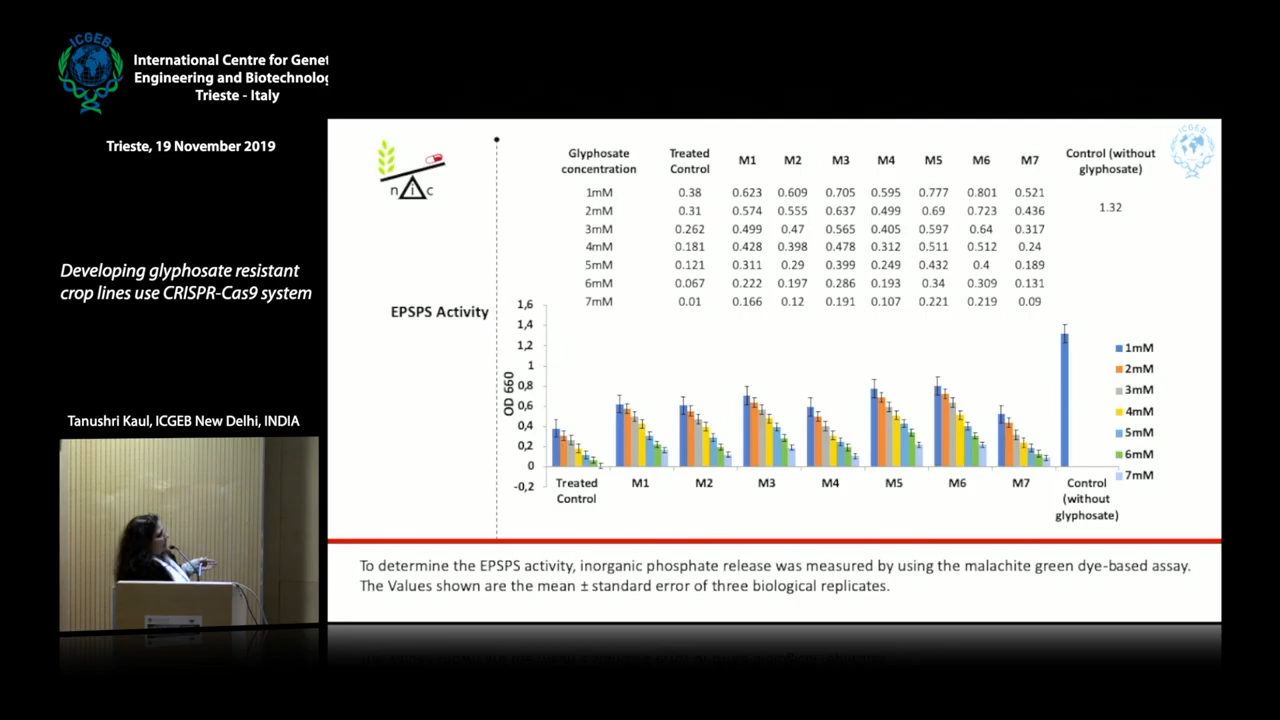 ICGEB
International Centre for Genet
Engineering and Biotechnolog
Trieste - Italy
Trieste, 19 November 2019
Developing glyphosate resistant
crop lines use CRISPR-Cas9 system
Tanushri Kaul, ICGEB New Delhi, INDIA
n i c
ICGEB
Glyphosate concentration Treated Control M1 M2 M3 M4 M5 M6 M7 Control (without glyphosate)
1mM 0.38 0.623 0.609 0.705 0.595 0.777 0.801 0.521
2mM 0.31 0.574 0.555 0.637 0.499 0.69 0.723 0.436 1.32
3mM 0.262 0.499 0.47 0.565 0.405 0.597 0.64 0.317
4mM 0.181 0.428 0.398 0.478 0.312 0.511 0.512 0.24
5mM 0.121 0.311 0.29 0.399 0.249 0.432 0.4 0.189
6mM 0.067 0.222 0.197 0.286 0.193 0.34 0.309 0.131
7mM 0.01 0.166 0.12 0.191 0.107 0.221 0.219 0.09
EPSPS Activity
OD 660
1,6
1,4
1,2
1
0,8
0,6
0,4
0,2
0
-0,2
Treated Control M1 M2 M3 M4 M5 M6 M7 Control (without glyphosate)
1mM
2mM
3mM
4mM
5mM
6mM
7mM
To determine the EPSPS activity, inorganic phosphate release was measured by using the malachite green dye-based assay.
The Values shown are the mean ± standard error of three biological replicates.